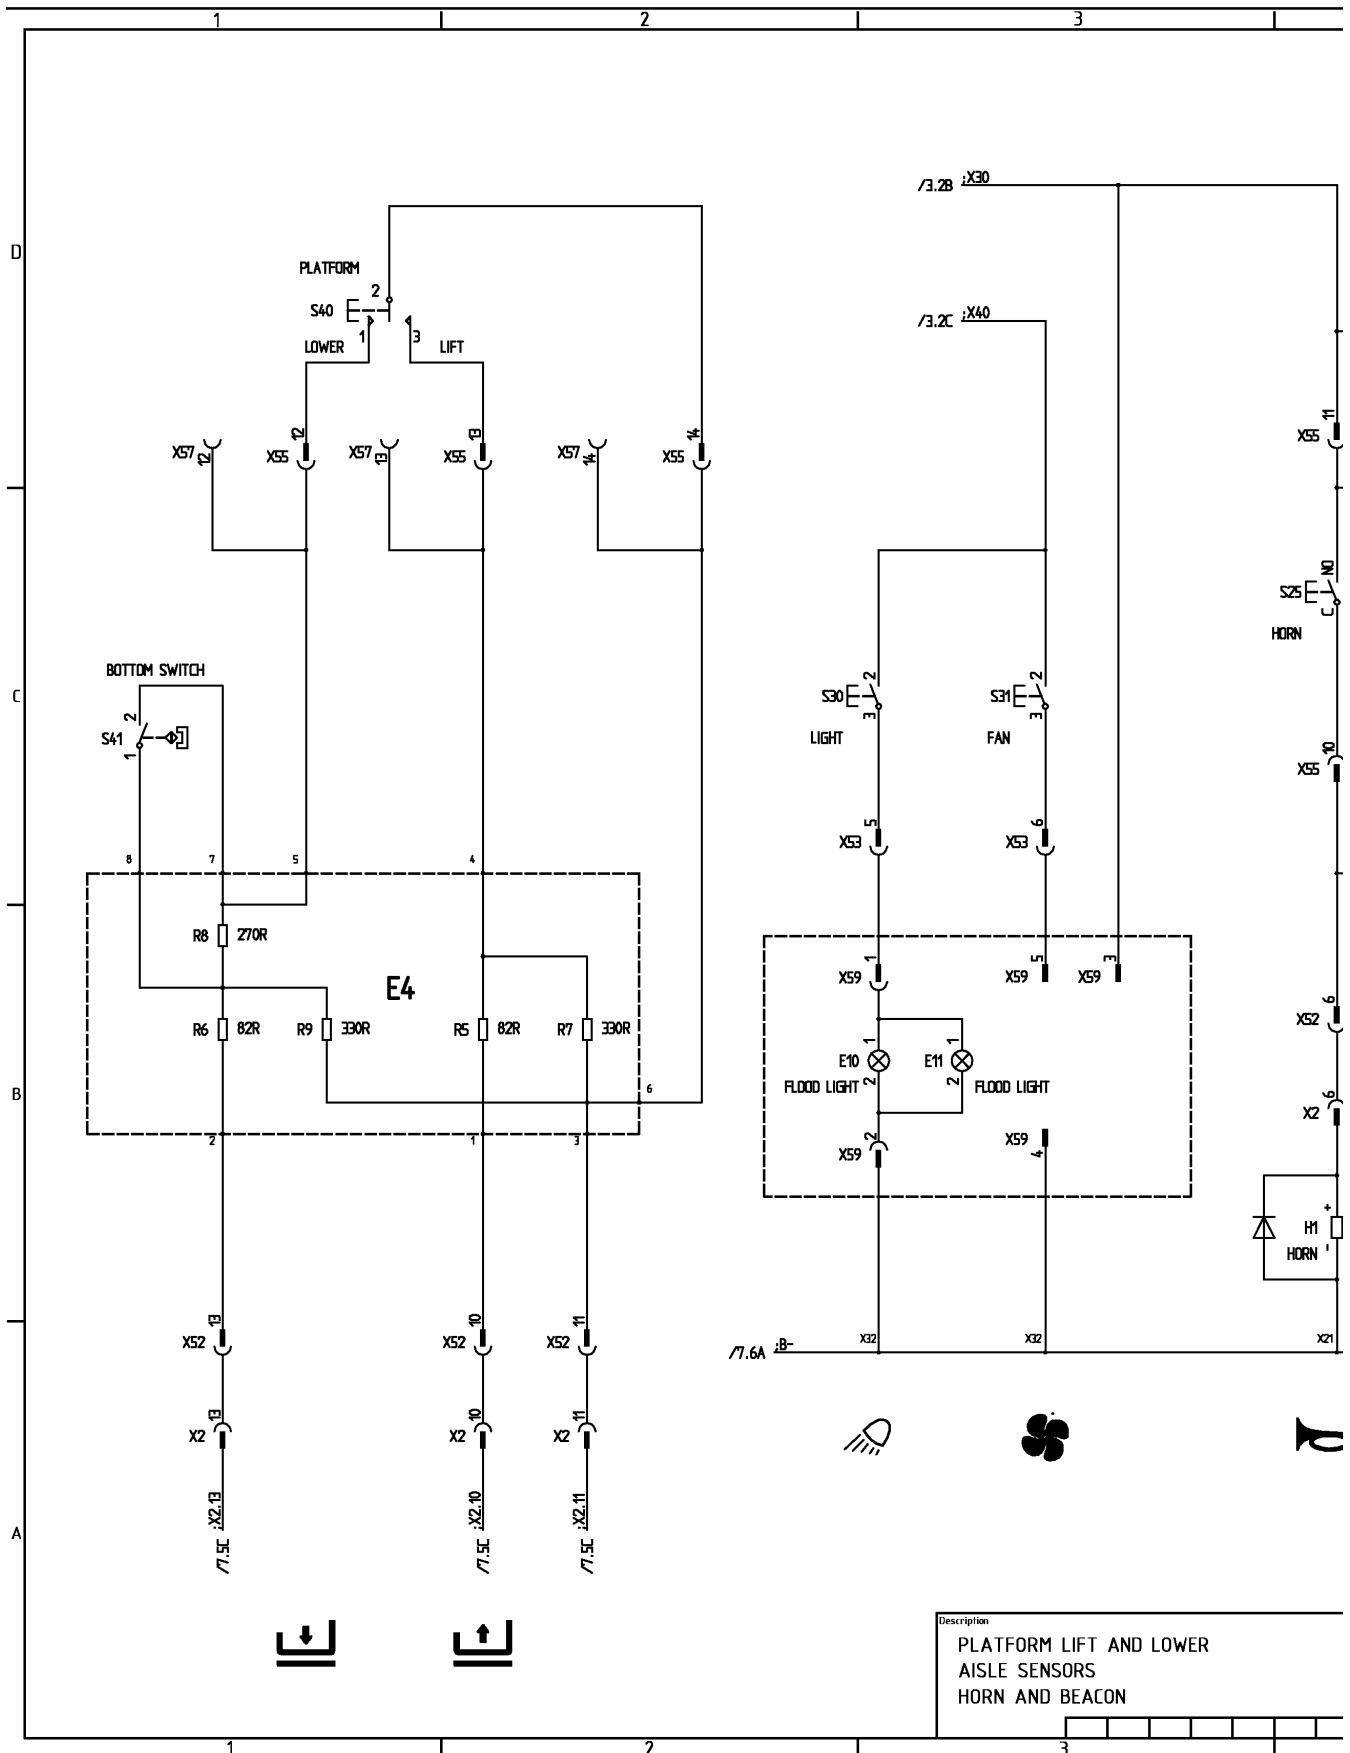 1 2 3
/3.2B ;X30
D
PLATFORM
2
S40
1 3
/3.2C ;X40
LOWER LIFT
12 13 14 11
X57 X55 X57 X55 X57 X55 X55
12 13 14
NO
S25
C
HORN
BOTTOM SWITCH
C
2 2
S30 S31
3 3
2
S41
1
LIGHT FAN
10
X55
5 6
X53 X53
8 7 5 4
R8 270R
1 5 3
X59 X59 X59
E4
6
X52
R6 82R R9 330R R5 82R R7 330R
1 1
E10 E11
2 2
FLOOD LIGHT FLOOD LIGHT
6
B
6
X2
2 1 3
2
X59 X59
4
+
H1
HORN -
13 10 11
X52 X52 X52
X32 X32 X21
/7.6A ;B-
13 10 11
X2 X2 X2
;X2.13 ;X2.10 ;X2.11
A
/7.5C /7.5C /7.5C
Description
PLATFORM LIFT AND LOWER
AISLE SENSORS
HORN AND BEACON
1 2 3